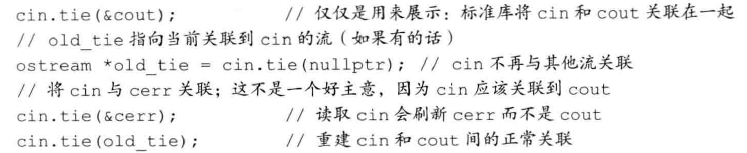 cin.tie(&cout);          // 仅仅是用来展示：标准库将 cin 和 cout 关联在一起
// old_tie 指向当前关联到 cin 的流（如果有的话）
ostream *old_tie = cin.tie(nullptr); // cin 不再与其他流关联
// 将 cin 与 cerr 关联；这不是一个好主意，因为 cin 应该关联到 cout
cin.tie(&cerr);          // 读取 cin 会刷新 cerr 而不是 cout
cin.tie(old_tie);        // 重建 cin 和 cout 间的正常关联